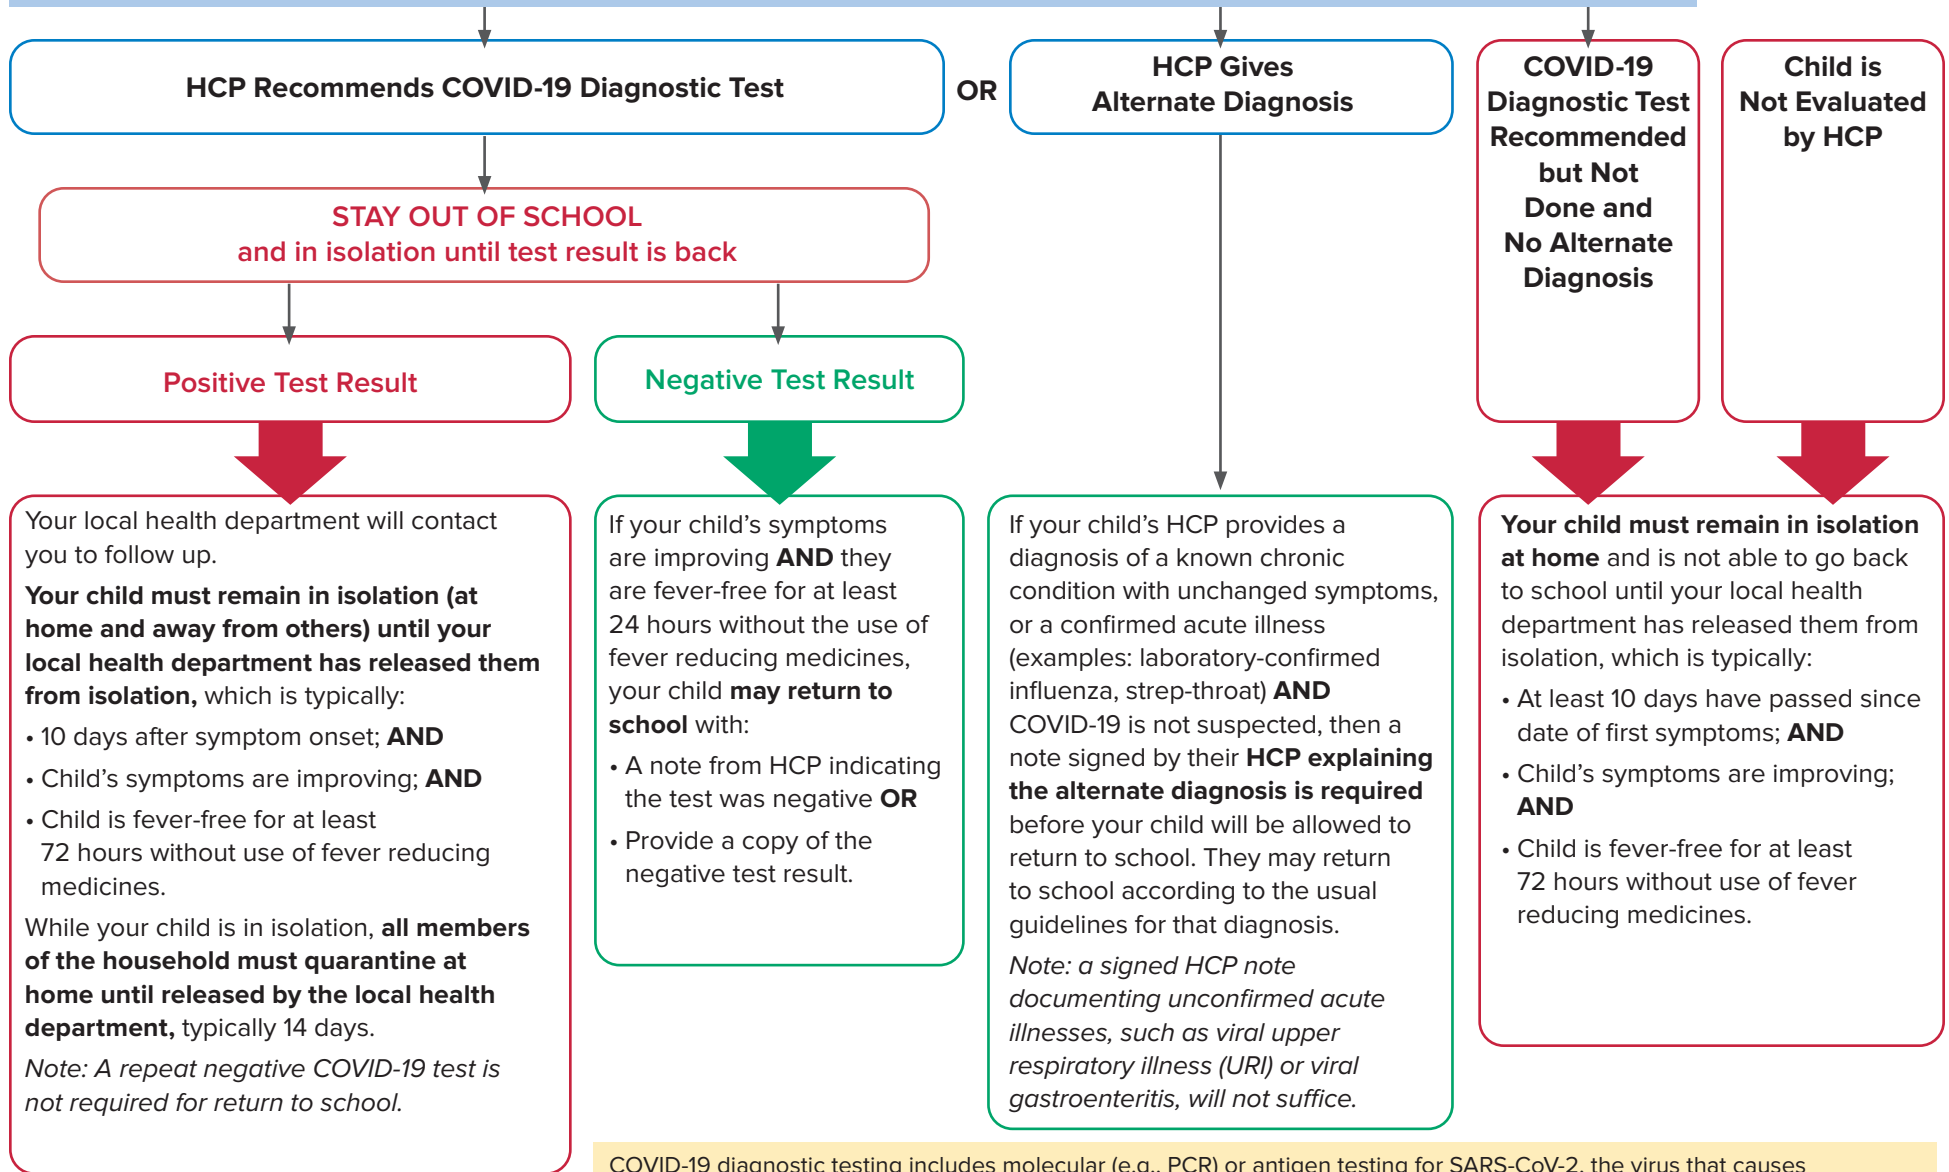 HCP Recommends COVID-19 Diagnostic Test
OR
HCP Gives
Alternate Diagnosis
COVID-19
Diagnostic Test
Recommended
but Not
Done and
No Alternate
Diagnosis
Child is
Not Evaluated
by HCP
STAY OUT OF SCHOOL
and in isolation until test result is back
Positive Test Result
Negative Test Result
Your local health department will contact
you to follow up.
Your child must remain in isolation (at
home and away from others) until your
local health department has released them
from isolation, which is typically:
• 10 days after symptom onset; AND
• Child's symptoms are improving; AND
• Child is fever-free for at least
72 hours without use of fever reducing
medicines.
While your child is in isolation, all members
of the household must quarantine at
home until released by the local health
department, typically 14 days.
Note: A repeat negative COVID-19 test is
not required for return to school.
If your child's symptoms
are improving AND they
are fever-free for at least
24 hours without the use of
fever reducing medicines,
your child may return to
school with:
• A note from HCP indicating
the test was negative OR
• Provide a copy of the
negative test result.
If your child's HCP provides a
diagnosis of a known chronic
condition with unchanged symptoms,
or a confirmed acute illness
(examples: laboratory-confirmed
influenza, strep-throat) AND
COVID-19 is not suspected, then a
note signed by their HCP explaining
the alternate diagnosis is required
before your child will be allowed to
return to school. They may return
to school according to the usual
guidelines for that diagnosis.
Note: a signed HCP note
documenting unconfirmed acute
illnesses, such as viral upper
respiratory illness (URI) or viral
gastroenteritis, will not suffice.
Your child must remain in isolation
at home and is not able to go back
to school until your local health
department has released them from
isolation, which is typically:
• At least 10 days have passed since
date of first symptoms; AND
• Child's symptoms are improving;
AND
• Child is fever-free for at least
72 hours without use of fever
reducing medicines.
COVID-19 diagnostic testing includes molecular (e.g., PCR) or antigen testing for SARS-CoV-2, the virus that causes